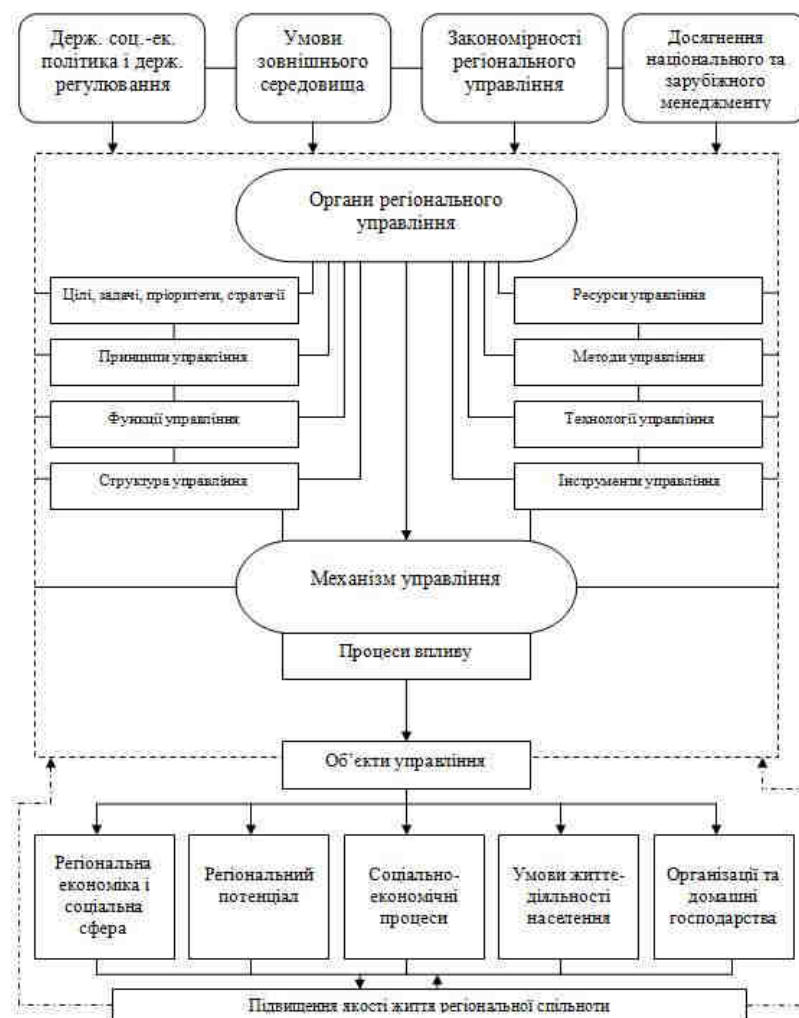 Держ. соц.-ек.
політика і держ.
регулювання
Умови
зовнішнього
середовища
Закономірності
регіонального
управління
Досягнення
національного та
зарубіжного
менеджменту
Органи регіонального
управління
Цілі, задачі, пріоритети, стратегії
Принципи управління
Функції управління
Структура управління
Ресурси управління
Методи управління
Технології управління
Інструменти управління
Механізм управління
Процеси впливу
Об’єкти управління
Регіональна
економіка і
соціальна
сфера
Регіональний
потенціал
Соціально-
економічні
процеси
Умови життє-
діяльності
населення
Організації та
домашні
господарства
Підвищення якості життя регіональної спільноти